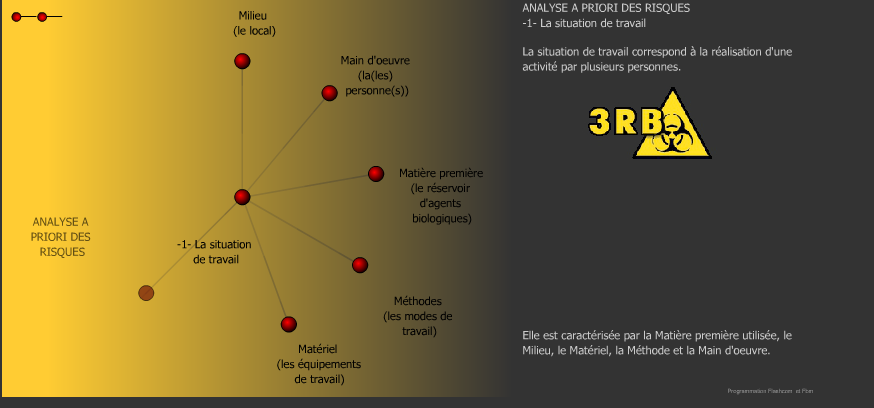 Milieu
(le local)
Main d'oeuvre
(la(les)
personne(s))
Matière première
(le réservoir
d'agents
biologiques)
ANALYSE A
PRIORI DES
RISQUES
-1- La situation
de travail
Méthodes
(les modes de
travail)
Matériel
(les équipements
de travail)
ANALYSE A PRIORI DES RISQUES
-1- La situation de travail
La situation de travail correspond à la réalisation d'une
activité par plusieurs personnes.
3RB
Elle est caractérisée par la Matière première utilisée, le
Milieu, le Matériel, la Méthode et la Main d'oeuvre.
Programmation